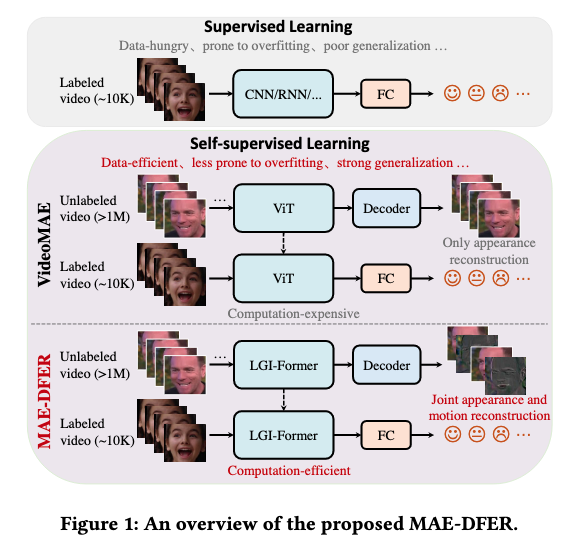 Supervised Learning
Data-hungry、prone to overfitting、poor generalization …
Labeled
video (~10K)
CNN/RNN/...
FC
...
Self-supervised Learning
Data-efficient、less prone to overfitting、strong generalization …
VideoMAE
Unlabeled
video (>1M)
...
ViT
Decoder
Only appearance
reconstruction
Labeled
video (~10K)
ViT
FC
...
Computation-expensive
MAE-DFER
Unlabeled
video (>1M)
...
LGI-Former
Decoder
Joint appearance and
motion reconstruction
Labeled
video (~10K)
LGI-Former
FC
...
Computation-efficient
Figure 1: An overview of the proposed MAE-DFER.